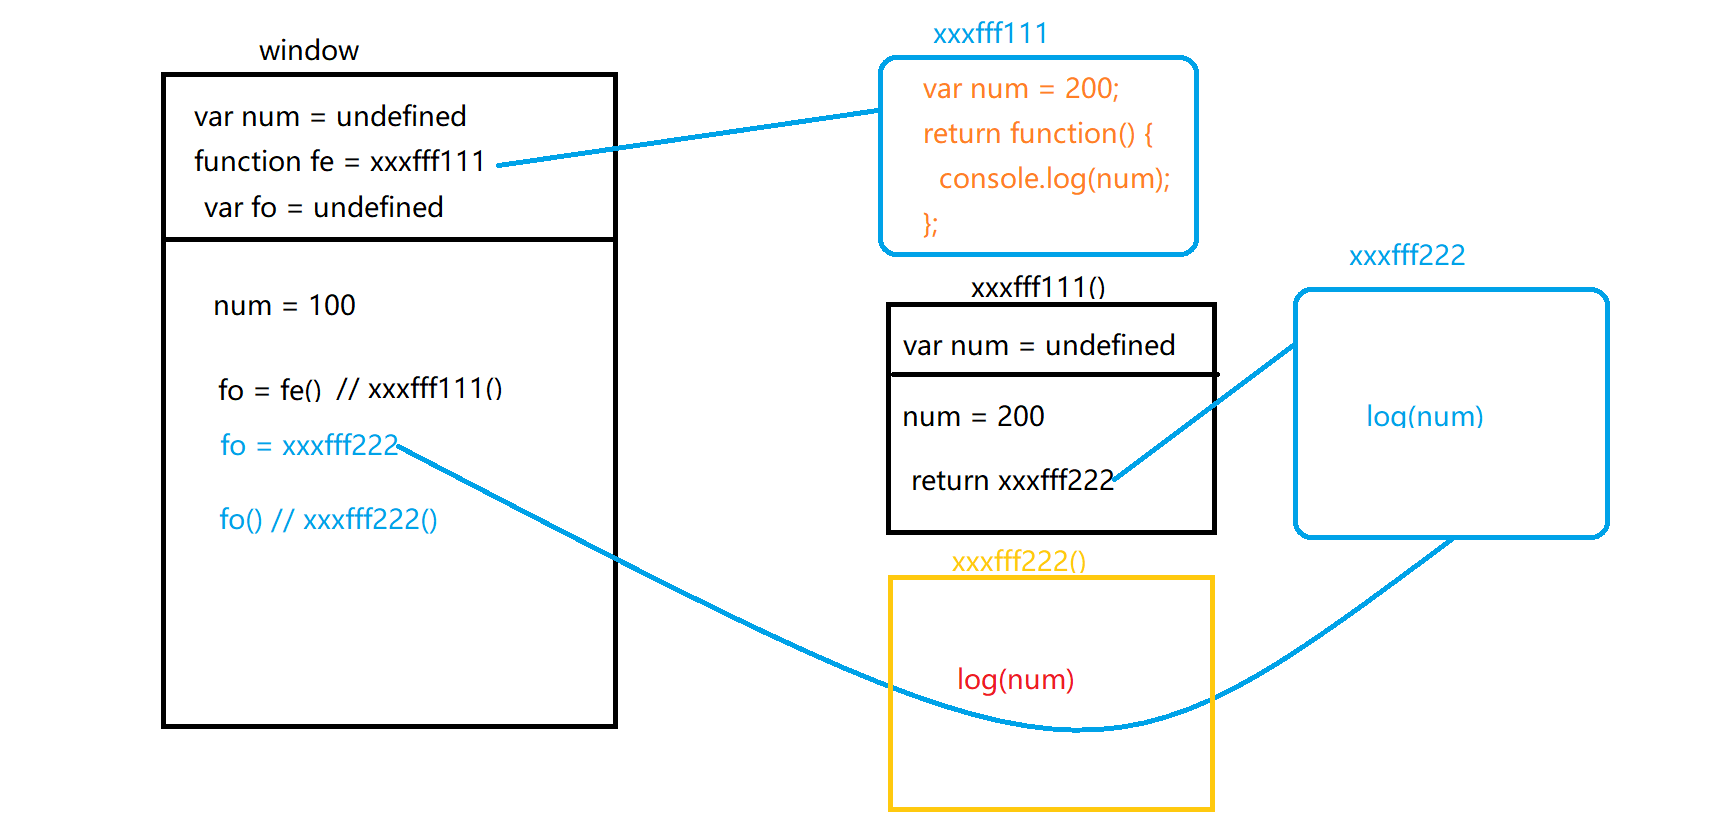 window
var num = undefined
function fe = xxxfff111
var fo = undefined
num = 100
fo = fe() // xxxfff111()
fo = xxxfff222
fo() // xxxfff222()
xxxfff111
var num = 200;
return function() {
console.log(num);
};
xxxfff111()
var num = undefined
num = 200
return xxxfff222
xxxfff222
log(num)
xxxfff222()
log(num)